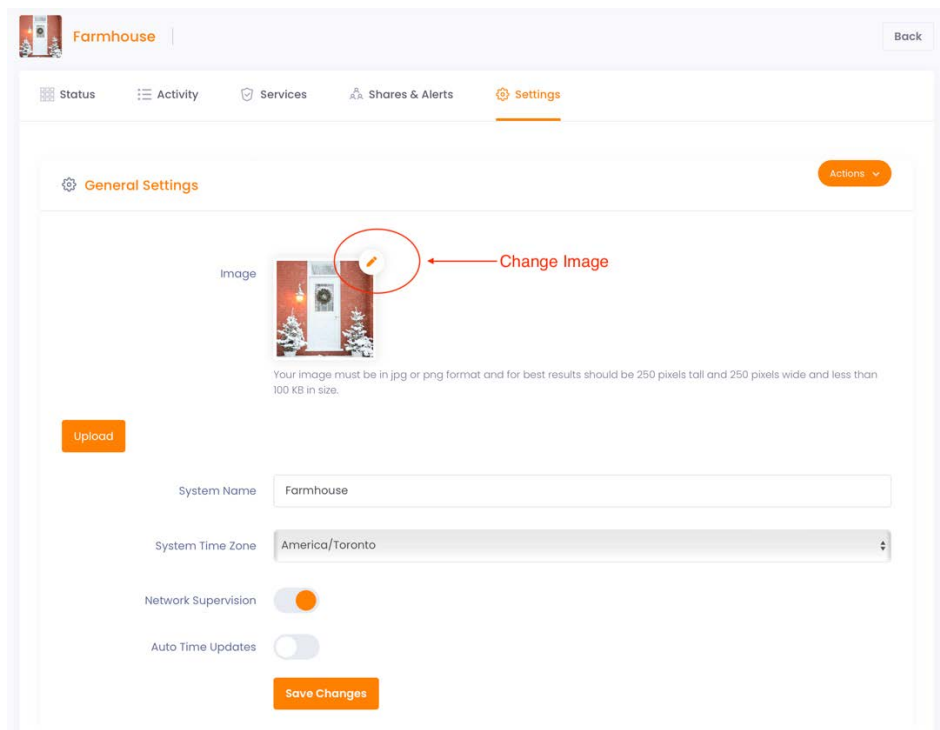 Farmhouse
Back
Status
Activity
Services
Shares & Alerts
Settings
General Settings
Actions
Image
Change Image
Your image must be in jpg or png format and for best results should be 250 pixels tall and 250 pixels wide and less than
100 KB in size.
Upload
System Name
Farmhouse
System Time Zone
America/Toronto
Network Supervision
Auto Time Updates
Save Changes